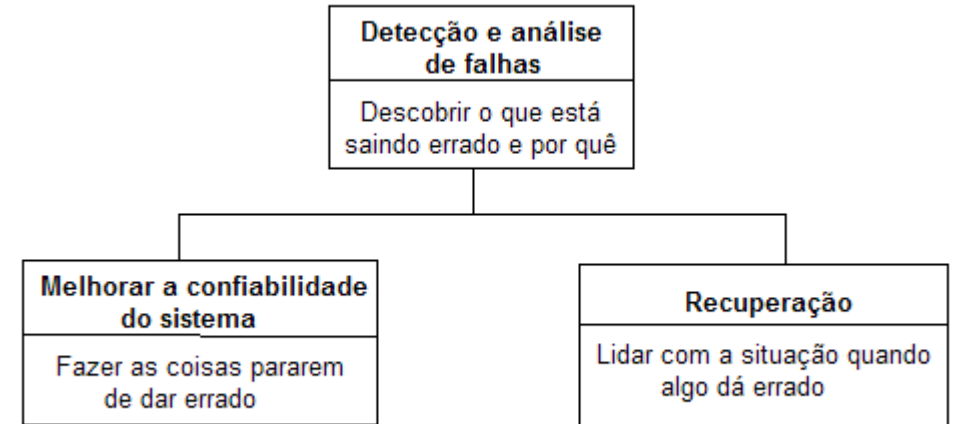 Detecção e análise
de falhas
Descobrir o que está
saindo errado e por quê
Melhorar a confiabilidade
do sistema
Fazer as coisas pararem
de dar errado
Recuperação
Lidar com a situação quando
algo dá errado